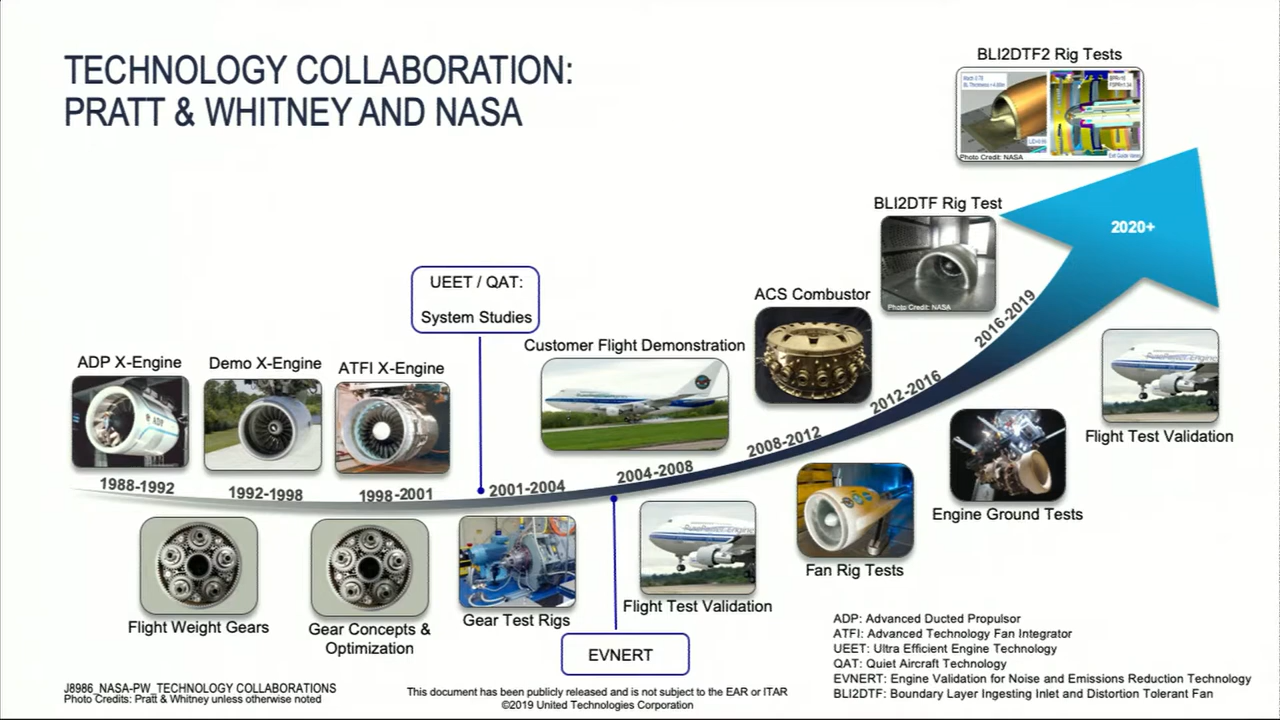 TECHNOLOGY COLLABORATION:
PRATT & WHITNEY AND NASA
BLI2DTF2 Rig Tests
Photo Credit: NASA
BLI2DTF Rig Test
Photo Credit: NASA
2020+
UEET / QAT:
System Studies
ACS Combustor
Customer Flight Demonstration
ADP X-Engine
Demo X-Engine
ATFI X-Engine
1988-1992
1992-1998
1998-2001
2001-2004
2004-2008
2008-2012
2012-2016
2016-2019
Flight Test Validation
Engine Ground Tests
Fan Rig Tests
Flight Test Validation
Gear Test Rigs
Flight Weight Gears
Gear Concepts &
Optimization
EVNERT
ADP: Advanced Ducted Propulsor
ATFI: Advanced Technology Fan Integrator
UEET: Ultra Efficient Engine Technology
QAT: Quiet Aircraft Technology
EVNERT: Engine Validation for Noise and Emissions Reduction Technology
BLI2DTF: Boundary Layer Ingesting Inlet and Distortion Tolerant Fan
J8986_NASA-PW_TECHNOLOGY COLLABORATIONS
Photo Credits: Pratt & Whitney unless otherwise noted
This document has been publicly released and is not subject to the EAR or ITAR
©2019 United Technologies Corporation